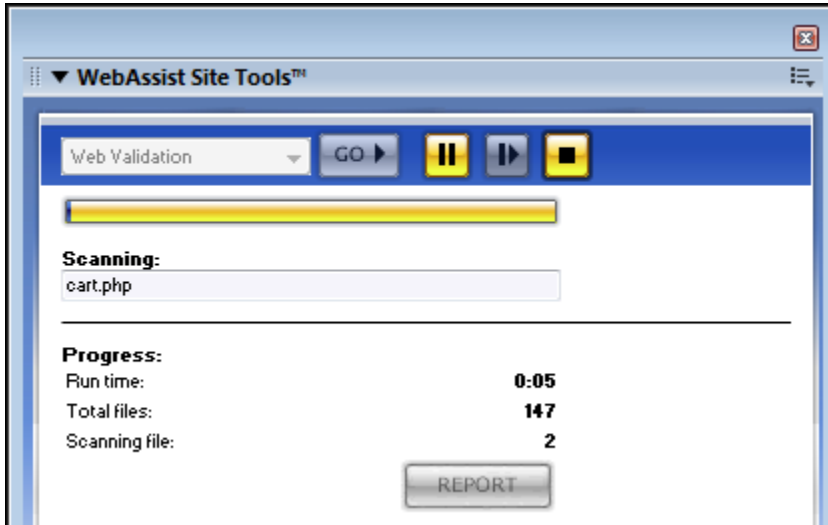 WebAssist Site Tools™
Web Validation GO
Scanning:
cart.php
Progress:
Run time: 0:05
Total files: 147
Scanning file: 2
REPORT